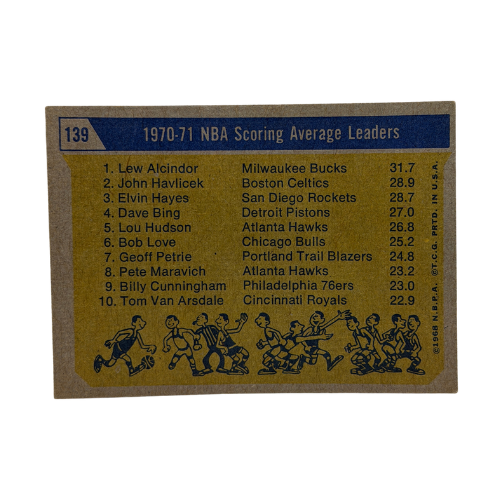 139
1970-71 NBA Scoring Average Leaders
1. Lew Alcindor Milwaukee Bucks 31.7
2. John Havlicek Boston Celtics 28.9
3. Elvin Hayes San Diego Rockets 28.7
4. Dave Bing Detroit Pistons 27.0
5. Lou Hudson Atlanta Hawks 26.8
6. Bob Love Chicago Bulls 25.2
7. Geoff Petrie Portland Trail Blazers 24.8
8. Pete Maravich Atlanta Hawks 23.2
9. Billy Cunningham Philadelphia 76ers 23.0
10. Tom Van Arsdale Cincinnati Royals 22.9
©1968 N.B.P.A. ©T.C.G. PRTD. IN U.S.A.